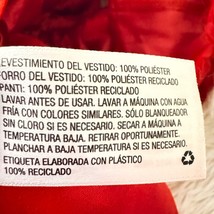 REVESTIMIENTO DEL VESTIDO: 100% POLIÉSTER
FORRO DEL VESTIDO: 100% POLIÉSTER RECICLADO
PANTI: 100% POLIÉSTER RECICLADO
LAVAR ANTES DE USAR. LAVAR A MÁQUINA CON AGUA
FRÍA CON COLORES SIMILARES. SÓLO BLANQUEADOR
SIN CLORO SI ES NECESARIO. SECAR A MÁQUINA A
TEMPERATURA BAJA. RETIRAR OPORTUNAMENTE.
PLANCHAR A BAJA TEMPERATURA SI ES NECESARIO.
ETIQUETA ELABORADA CON PLÁSTICO
100% RECICLADO